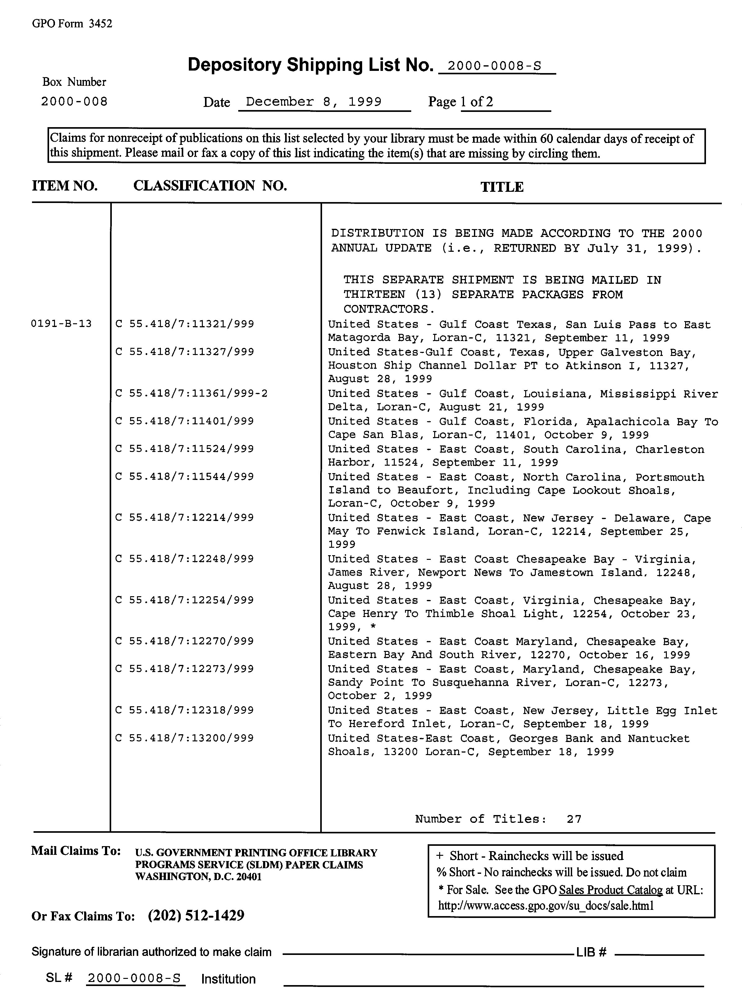 GPO Form 3452
Depository Shipping List No. 2000-0008-S
Box Number
2000-008 Date December 8, 1999 Page 1 of 2
Claims for nonreceipt of publications on this list selected by your library must be made within 60 calendar days of receipt of
this shipment. Please mail or fax a copy of this list indicating the item(s) that are missing by circling them.
ITEM NO. CLASSIFICATION NO. TITLE
DISTRIBUTION IS BEING MADE ACCORDING TO THE 2000
ANNUAL UPDATE (i.e., RETURNED BY July 31, 1999).
THIS SEPARATE SHIPMENT IS BEING MAILED IN
THIRTEEN (13) SEPARATE PACKAGES FROM
CONTRACTORS.
0191-B-13 C 55.418/7:11321/999 United States - Gulf Coast Texas, San Luis Pass to East
Matagorda Bay, Loran-C, 11321, September 11, 1999
C 55.418/7:11327/999 United States-Gulf Coast, Texas, Upper Galveston Bay,
Houston Ship Channel Dollar PT to Atkinson I, 11327,
August 28, 1999
C 55.418/7:11361/999-2 United States - Gulf Coast, Louisiana, Mississippi River
Delta, Loran-C, August 21, 1999
C 55.418/7:11401/999 United States - Gulf Coast, Florida, Apalachicola Bay To
Cape San Blas, Loran-C, 11401, October 9, 1999
C 55.418/7:11524/999 United States - East Coast, South Carolina, Charleston
Harbor, 11524, September 11, 1999
C 55.418/7:11544/999 United States - East Coast, North Carolina, Portsmouth
Island to Beaufort, Including Cape Lookout Shoals,
Loran-C, October 9, 1999
C 55.418/7:12214/999 United States - East Coast, New Jersey - Delaware, Cape
May To Fenwick Island, Loran-C, 12214, September 25,
1999
C 55.418/7:12248/999 United States - East Coast Chesapeake Bay - Virginia,
James River, Newport News To Jamestown Island. 12248,
August 28, 1999
C 55.418/7:12254/999 United States - East Coast, Virginia, Chesapeake Bay,
Cape Henry To Thimble Shoal Light, 12254, October 23,
1999, *
C 55.418/7:12270/999 United States - East Coast Maryland, Chesapeake Bay,
Eastern Bay And South River, 12270, October 16, 1999
C 55.418/7:12273/999 United States - East Coast, Maryland, Chesapeake Bay,
Sandy Point To Susquehanna River, Loran-C, 12273,
October 2, 1999
C 55.418/7:12318/999 United States - East Coast, New Jersey, Little Egg Inlet
To Hereford Inlet, Loran-C, September 18, 1999
C 55.418/7:13200/999 United States-East Coast, Georges Bank and Nantucket
Shoals, 13200 Loran-C, September 18, 1999
Number of Titles: 27
Mail Claims To: U.S. GOVERNMENT PRINTING OFFICE LIBRARY
PROGRAMS SERVICE (SLDM) PAPER CLAIMS
WASHINGTON, D.C. 20401
+ Short - Rainchecks will be issued
% Short - No rainchecks will be issued. Do not claim
* For Sale. See the GPO Sales Product Catalog at URL:
http://www.access.gpo.gov/su_docs/sale.html
Or Fax Claims To: (202) 512-1429
Signature of librarian authorized to make claim LIB #
SL # 2000-0008-S Institution